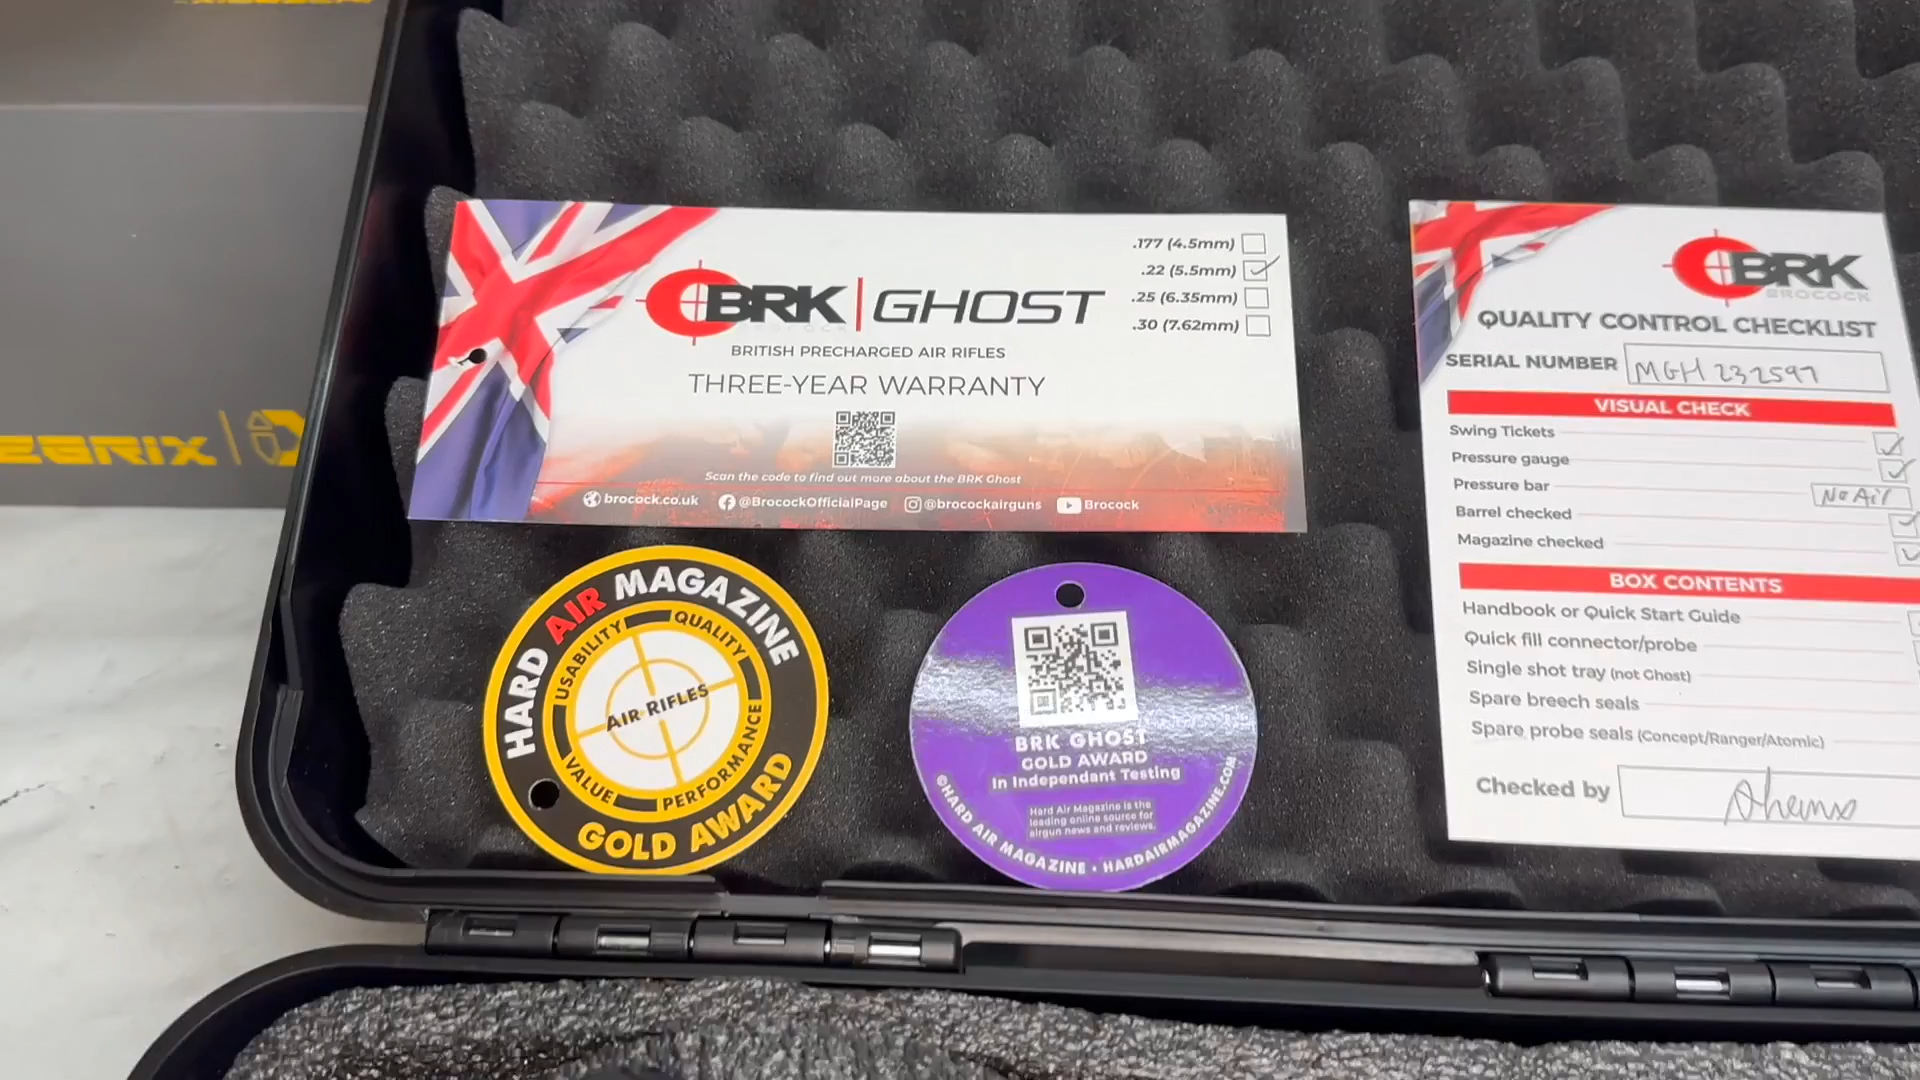 BRK | GHOST
BROCOCK
BRITISH PRECHARGED AIR RIFLES
THREE-YEAR WARRANTY
.177 (4.5mm)
.22 (5.5mm)
.25 (6.35mm)
.30 (7.62mm)
Scan the code to find out more about the BRK Ghost
brocock.co.uk @BrocockOfficialPage @brocockairguns Brocock
HARD AIR MAGAZINE
USABILITY QUALITY
AIR RIFLES
VALUE PERFORMANCE
GOLD AWARD
BRK GHOST
GOLD AWARD
In Independant Testing
Hard Air Magazine is the
leading online source for
airgun news and reviews.
©HARD AIR MAGAZINE • HARDAIRMAGAZINE.COM
BRK
BROCOCK
QUALITY CONTROL CHECKLIST
SERIAL NUMBER MGH 232597
VISUAL CHECK
Swing Tickets
Pressure gauge
Pressure bar No Air
Barrel checked
Magazine checked
BOX CONTENTS
Handbook or Quick Start Guide
Quick fill connector/probe
Single shot tray (not Ghost)
Spare breech seals
Spare probe seals (Concept/Ranger/Atomic)
Checked by